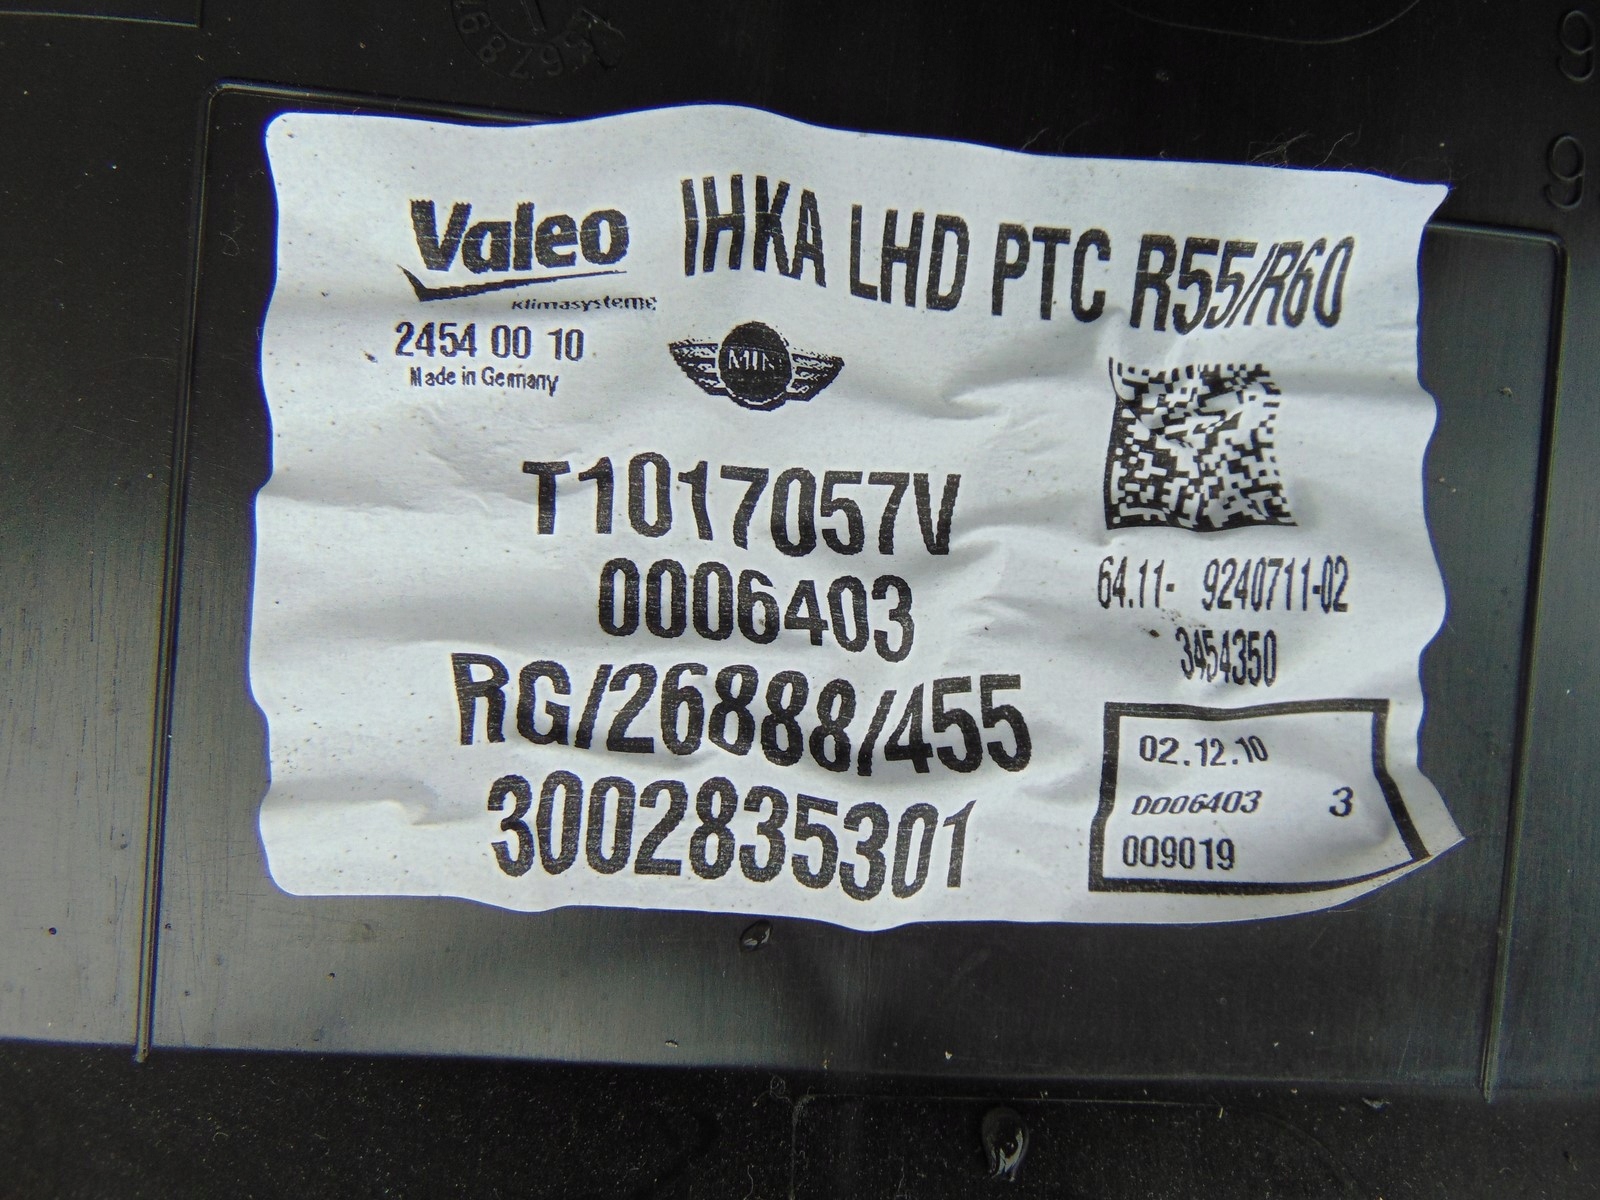 Valeo
Klimasysteme
IHKA LHD PTC R55/R60
2454 00 10
Made in Germany
MINI
T1017057V
0006403
RG/26888/455
3002835301
64.11- 9240711-02
3454350
02.12.10
0006403 3
009019